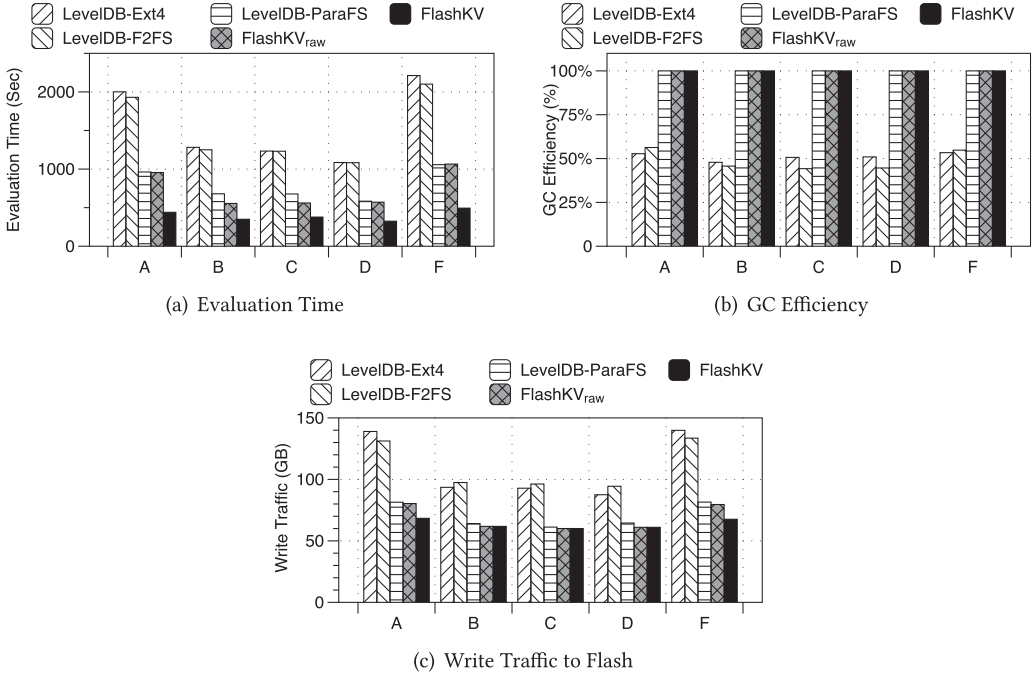 LevelDB-Ext4 LevelDB-ParaFS FlashKV
LevelDB-F2FS FlashKVraw
Evaluation Time (Sec)
2000
1000
0
A B C D F
(a) Evaluation Time
LevelDB-Ext4 LevelDB-ParaFS FlashKV
LevelDB-F2FS FlashKVraw
GC Efficiency (%)
100%
75%
50%
25%
0
A B C D F
(b) GC Efficiency
LevelDB-Ext4 LevelDB-ParaFS FlashKV
LevelDB-F2FS FlashKVraw
Write Traffic (GB)
150
100
50
0
A B C D F
(c) Write Traffic to Flash